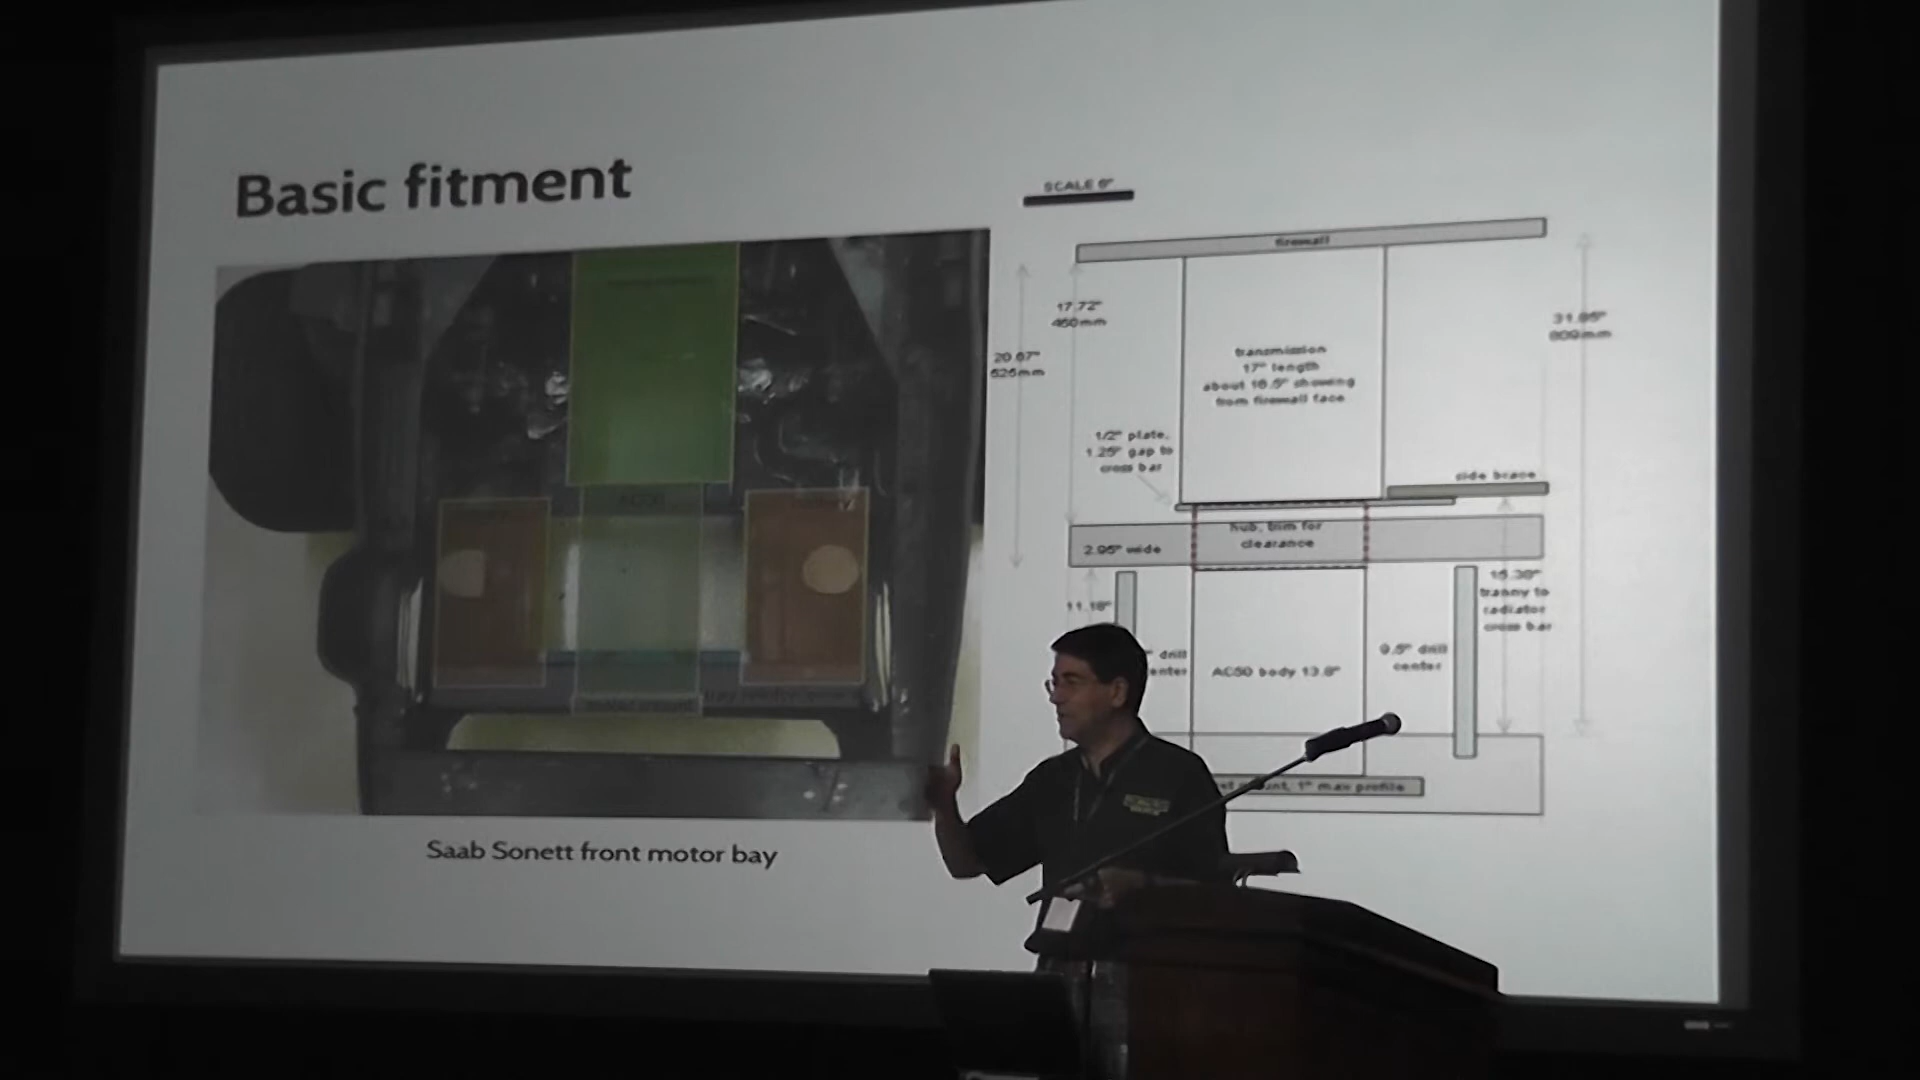 Basic fitment
SCALE 6"
firewall
17.72"
450mm
31.85"
809mm
20.67"
525mm
transmission
17" length
about 16.5" showing
from firewall face
1/2" plate,
1.25" gap to
cross bar
side brace
hub, trim for
clearance
2.95" wide
15.38"
tranny to
radiator
cross bar
11.18"
drill
9.5" drill
center
AC50 body 13.8"
mount, 1" max profile
Saab Sonett front motor bay